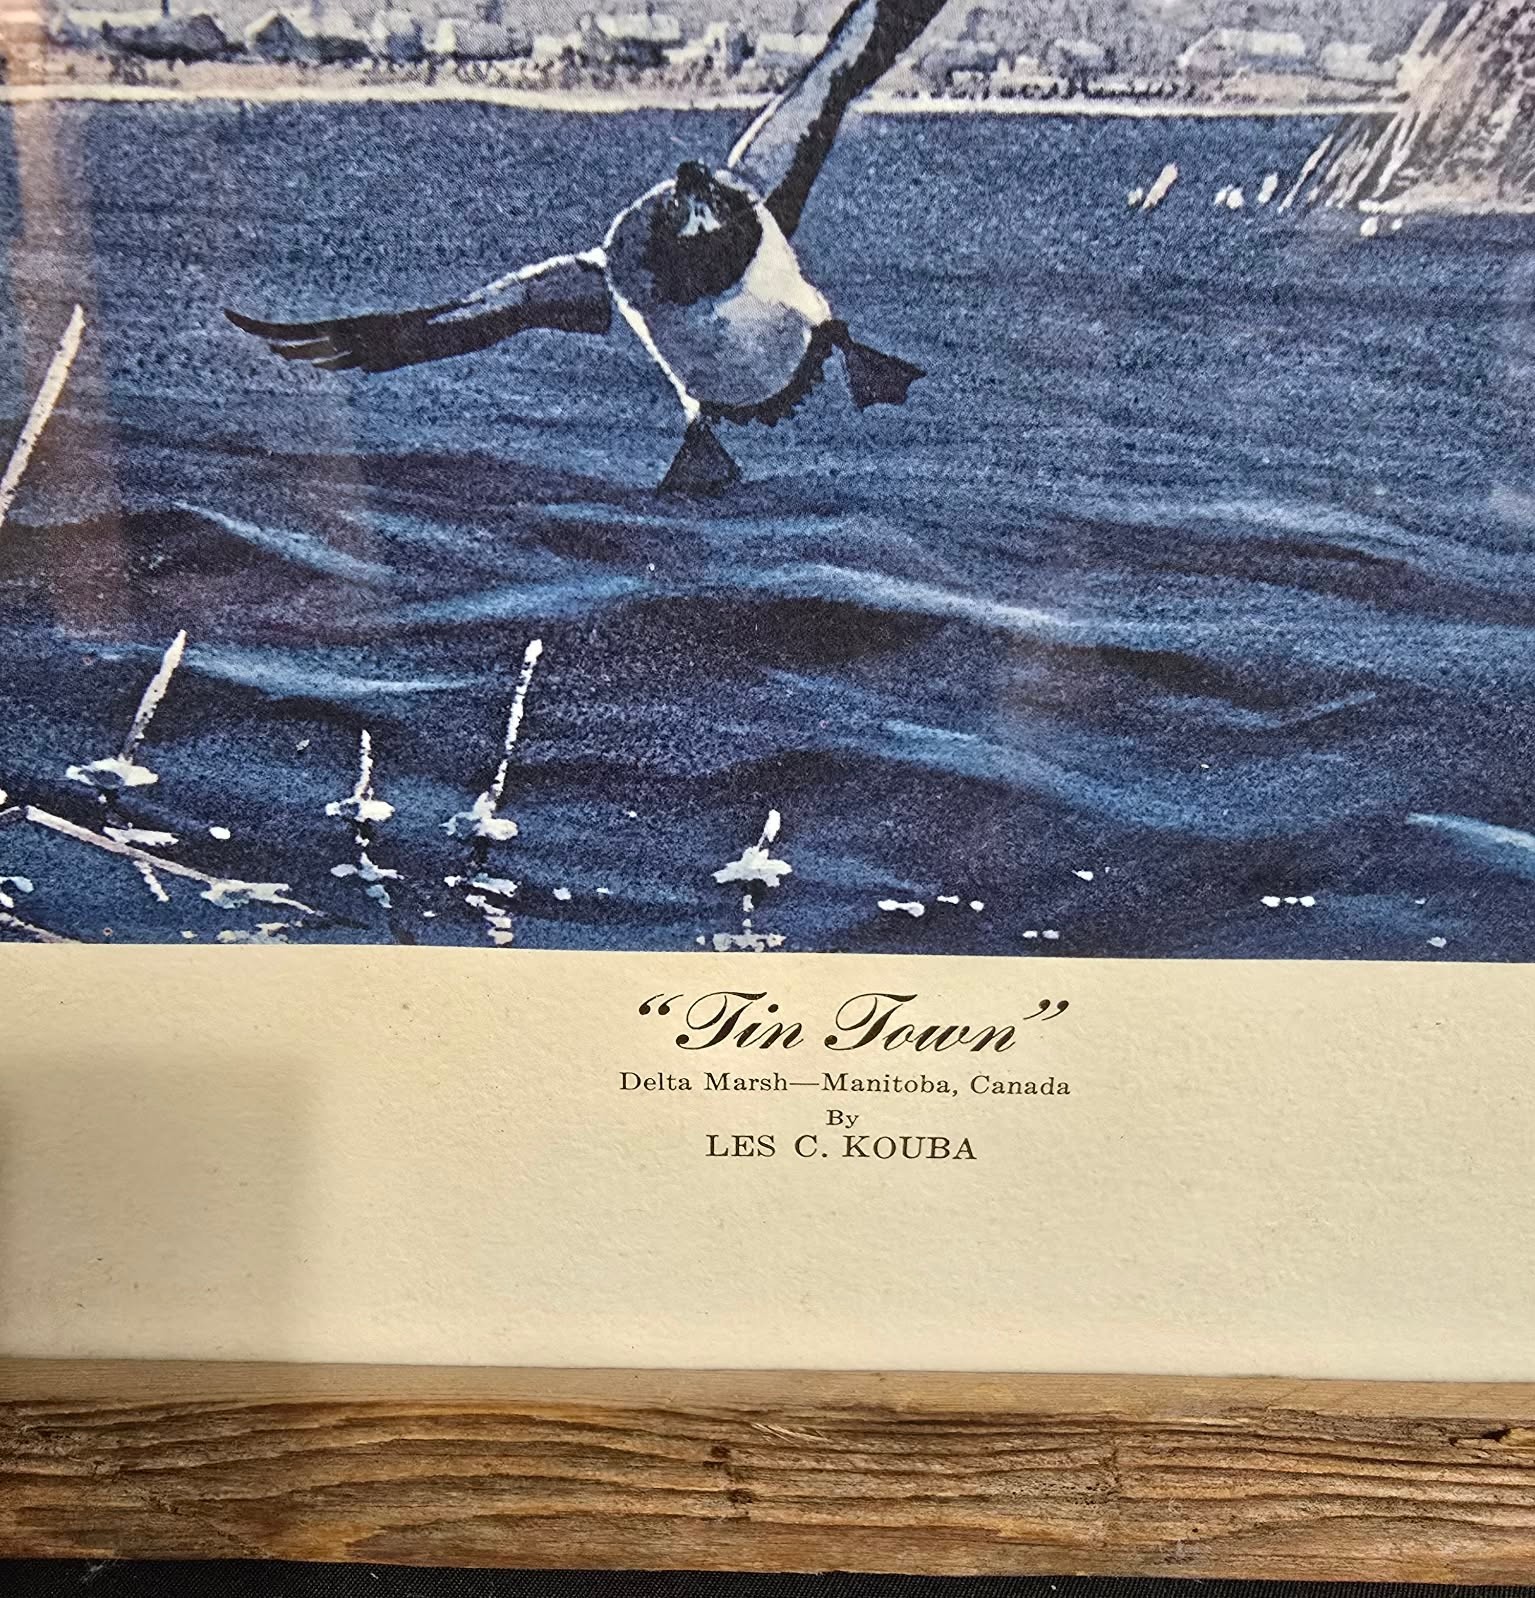 “Tin Town”
Delta Marsh—Manitoba, Canada
By
LES C. KOUBA